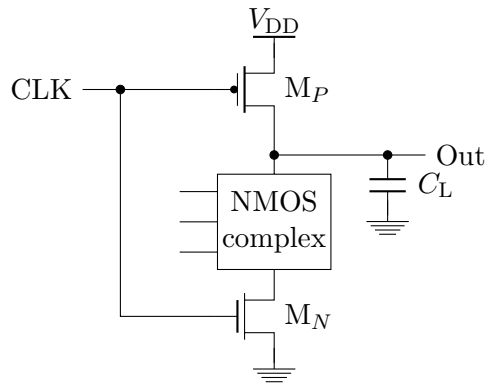 V_DD
CLK
M_P
Out
C_L
NMOS
complex
M_N